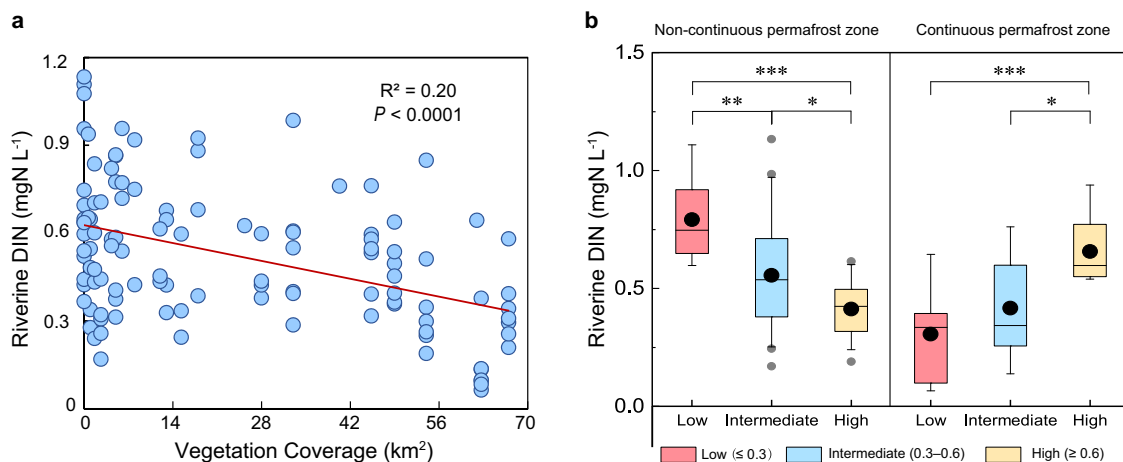 a
Riverine DIN (mgN L⁻¹)
1.2
0.9
0.6
0.3
0
R² = 0.20
P < 0.0001
0 14 28 42 56 70
Vegetation Coverage (km²)
b
Non-continuous permafrost zone Continuous permafrost zone
Riverine DIN (mgN L⁻¹)
1.5
1.0
0.5
0.0
*** ***
** * *
Low Intermediate High Low Intermediate High
Low (≤ 0.3) Intermediate (0.3–0.6) High (≥ 0.6)